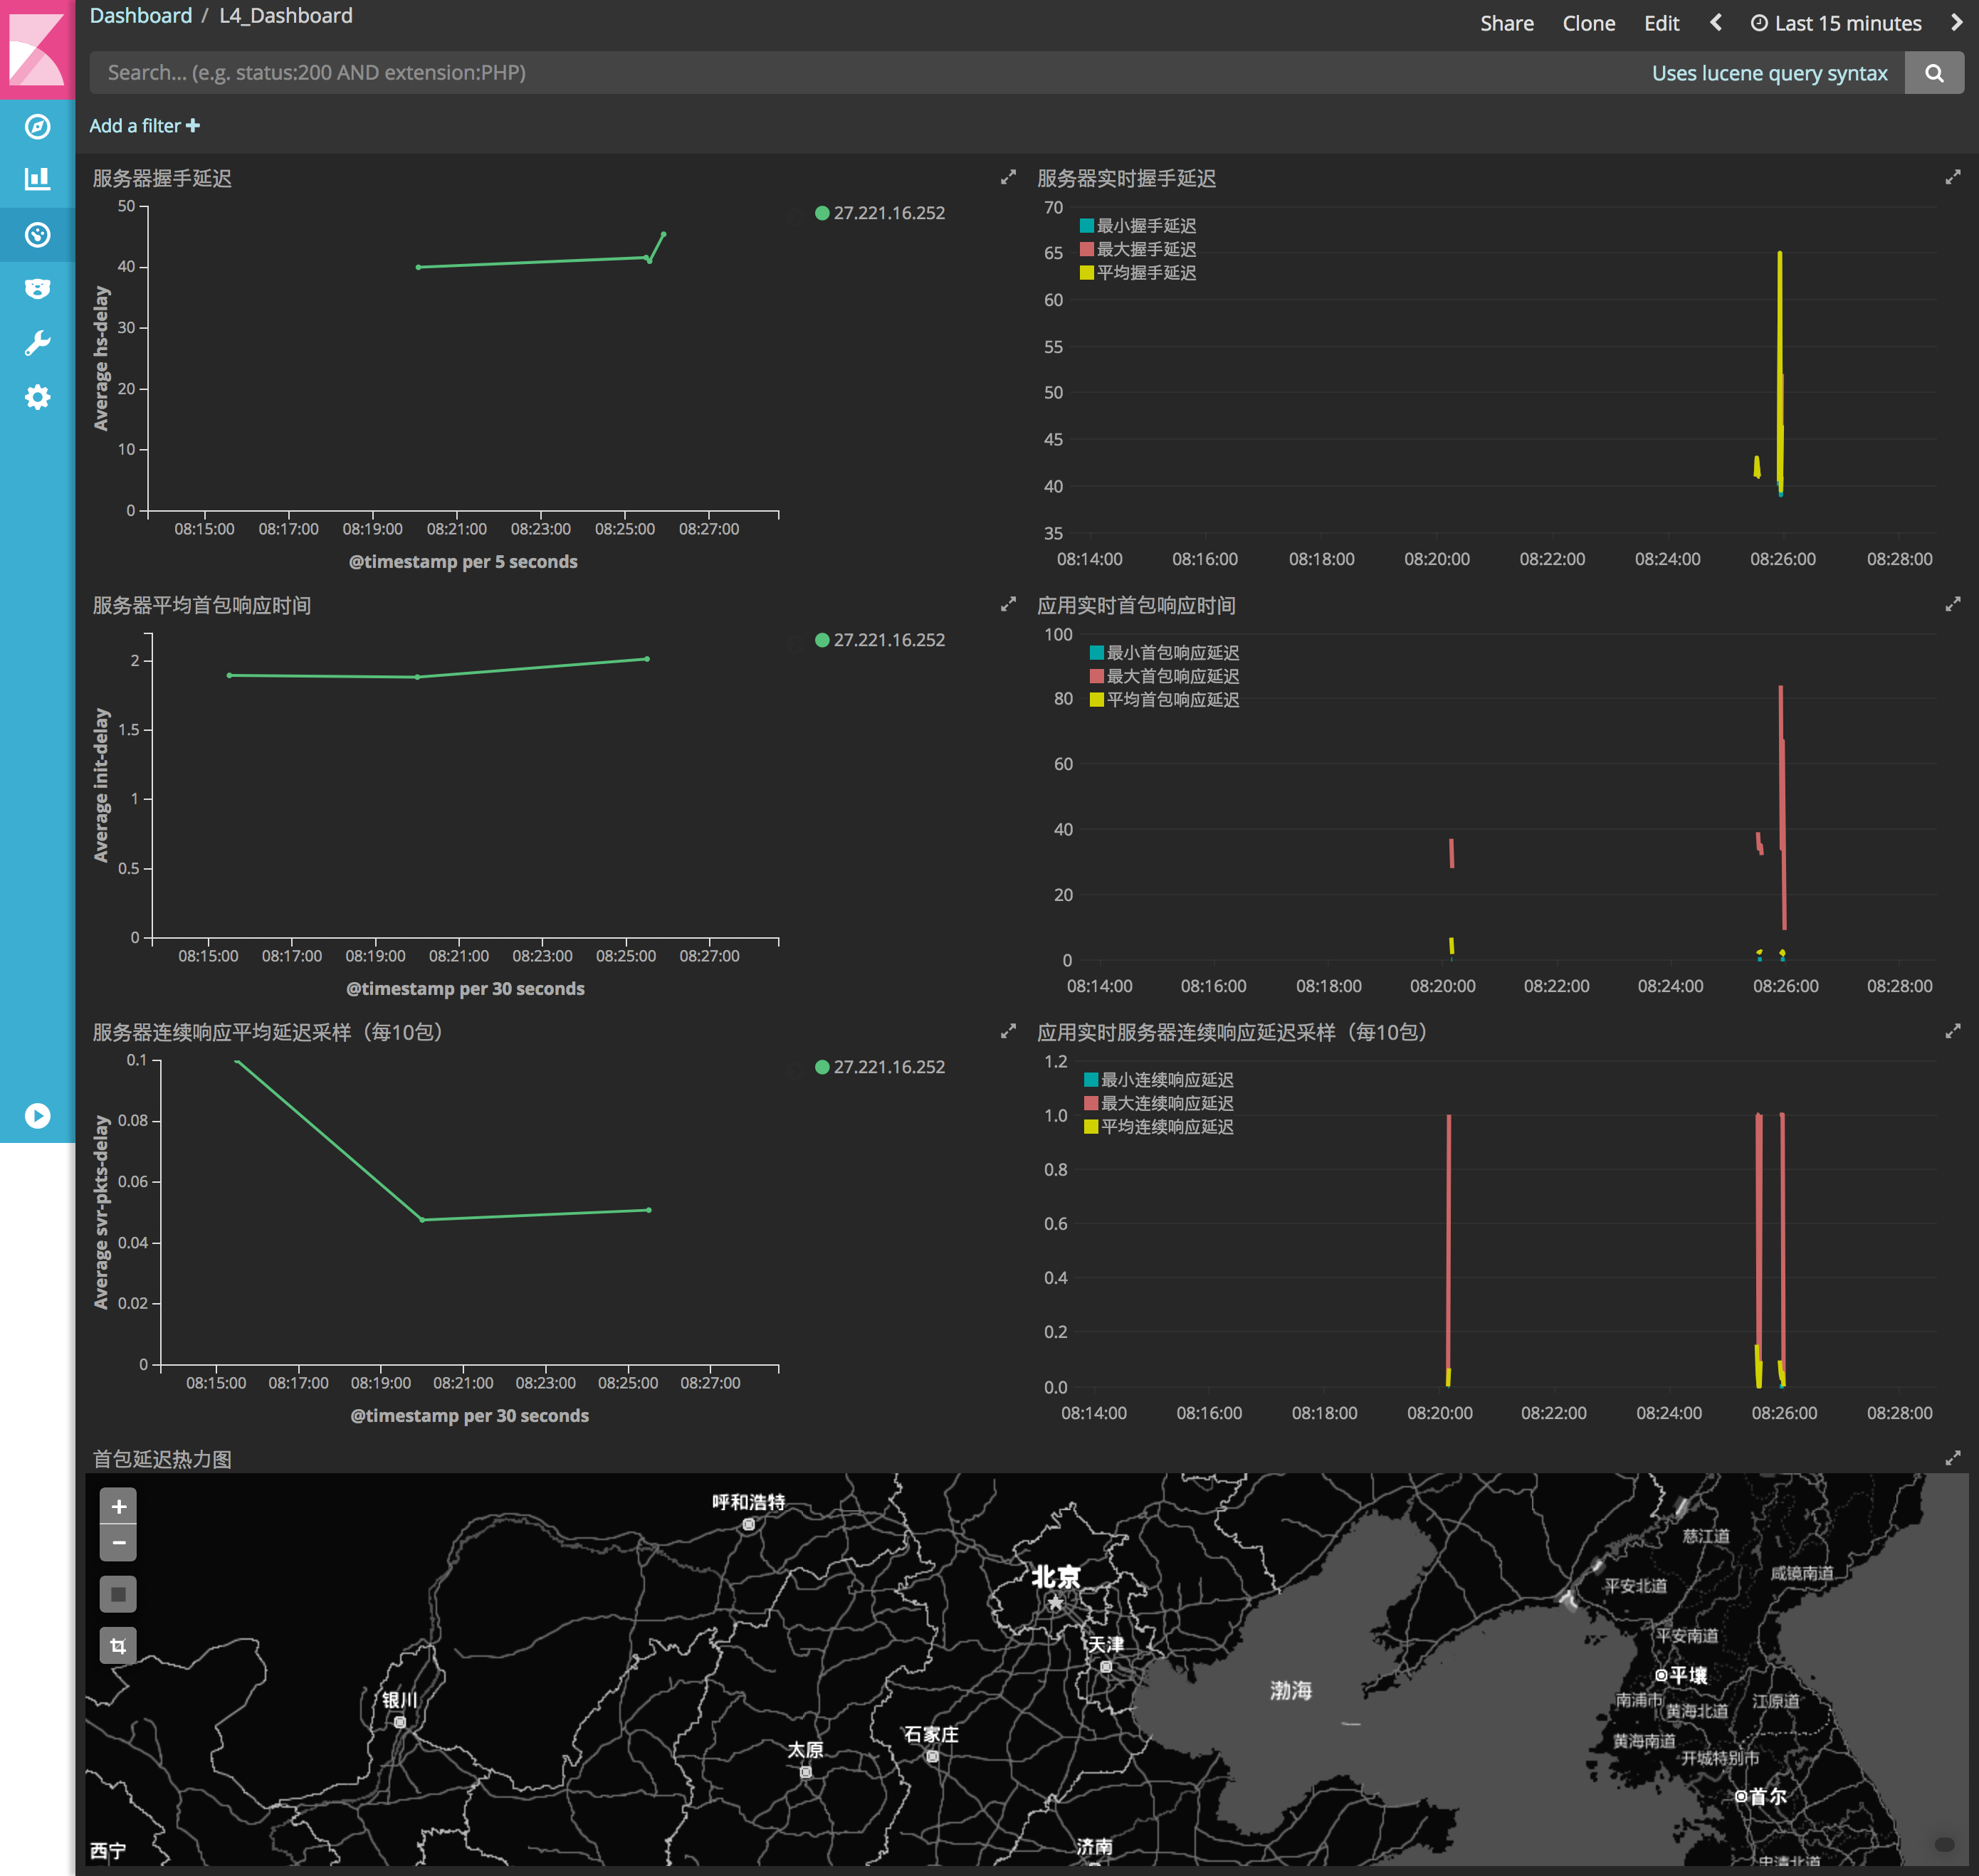 Dashboard / L4_Dashboard
Share Clone Edit Last 15 minutes
Search... (e.g. status:200 AND extension:PHP)
Uses lucene query syntax
Add a filter
服务器握手延迟
50
40
30
20
10
0
Average hs-delay
08:15:00 08:17:00 08:19:00 08:21:00 08:23:00 08:25:00 08:27:00
@timestamp per 5 seconds
27.221.16.252
服务器实时握手延迟
最小握手延迟
最大握手延迟
平均握手延迟
70
65
60
55
50
45
40
35
08:14:00 08:16:00 08:18:00 08:20:00 08:22:00 08:24:00 08:26:00 08:28:00
服务器平均首包响应时间
2
1.5
1
0.5
0
Average init-delay
08:15:00 08:17:00 08:19:00 08:21:00 08:23:00 08:25:00 08:27:00
@timestamp per 30 seconds
27.221.16.252
应用实时首包响应时间
最小首包响应延迟
最大首包响应延迟
平均首包响应延迟
100
80
60
40
20
0
08:14:00 08:16:00 08:18:00 08:20:00 08:22:00 08:24:00 08:26:00 08:28:00
服务器连续响应平均延迟采样（每10包）
0.1
0.08
0.06
0.04
0.02
0
Average svr-pkts-delay
08:15:00 08:17:00 08:19:00 08:21:00 08:23:00 08:25:00 08:27:00
@timestamp per 30 seconds
27.221.16.252
应用实时服务器连续响应延迟采样（每10包）
最小连续响应延迟
最大连续响应延迟
平均连续响应延迟
1.2
1.0
0.8
0.6
0.4
0.2
0.0
08:14:00 08:16:00 08:18:00 08:20:00 08:22:00 08:24:00 08:26:00 08:28:00
首包延迟热力图
呼和浩特
慈江道
北京
咸镜南道
平安北道
平安南道
天津
平壤
渤海
银川
南浦市
江原道
黄海北道
石家庄
黄海南道
太原
开城特别市
首尔
济南
西宁
忠清北道